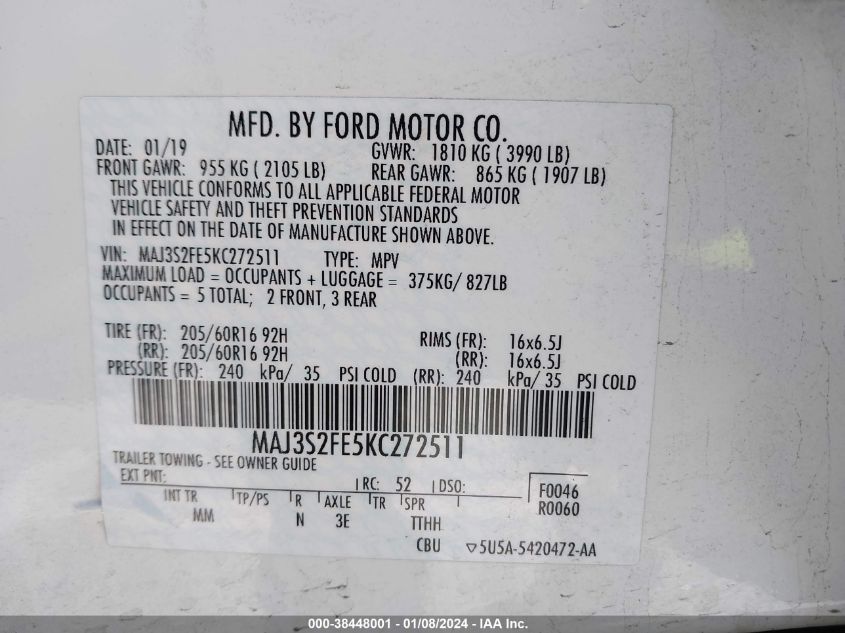 MFD. BY FORD MOTOR CO.
DATE: 01/19 GVWR: 1810 KG ( 3990 LB)
FRONT GAWR: 955 KG ( 2105 LB) REAR GAWR: 865 KG ( 1907 LB)
THIS VEHICLE CONFORMS TO ALL APPLICABLE FEDERAL MOTOR
VEHICLE SAFETY AND THEFT PREVENTION STANDARDS
IN EFFECT ON THE DATE OF MANUFACTURE SHOWN ABOVE.
VIN: MAJ3S2FE5KC272511 TYPE: MPV
MAXIMUM LOAD = OCCUPANTS + LUGGAGE = 375KG/ 827LB
OCCUPANTS = 5 TOTAL; 2 FRONT, 3 REAR
TIRE (FR): 205/60R16 92H RIMS (FR): 16x6.5J
(RR): 205/60R16 92H (RR): 16x6.5J
PRESSURE (FR): 240 kPa/ 35 PSI COLD (RR): 240 kPa/ 35 PSI COLD
MAJ3S2FE5KC272511
TRAILER TOWING - SEE OWNER GUIDE
EXT PNT: RC: 52 DSO: F0046
INT TR TP/PS R AXLE TR SPR R0060
MM N 3E TTHH
CBU 5U5A-5420472-AA
000-38448001 - 01/08/2024 - IAA Inc.